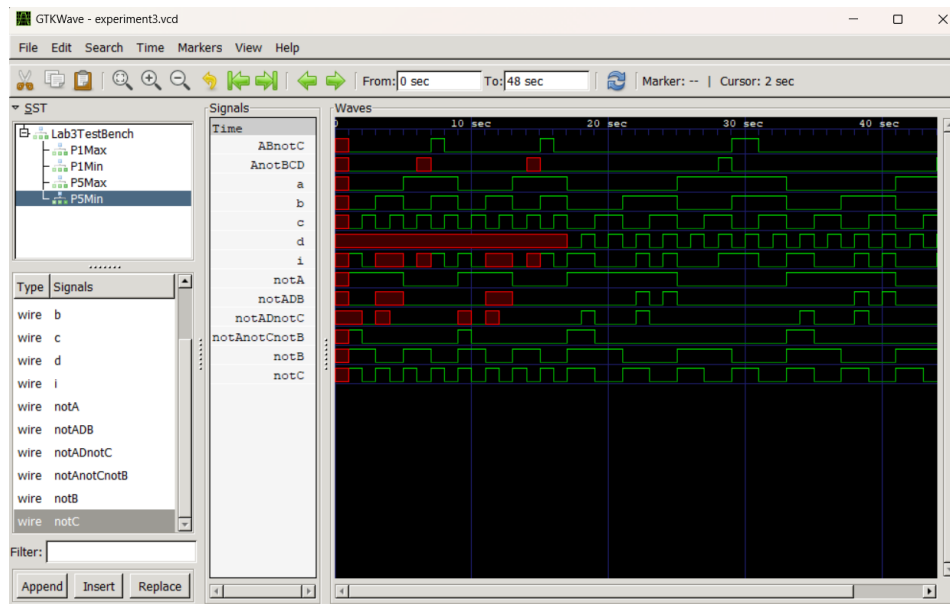 GTKWave - experiment3.vcd
File Edit Search Time Markers View Help
From: 0 sec To: 48 sec Marker: -- | Cursor: 2 sec
SST
Lab3TestBench
P1Max
P1Min
P5Max
P5Min
Type Signals
wire b
wire c
wire d
wire i
wire notA
wire notADB
wire notADnotC
wire notAnotCnotB
wire notB
wire notC
Filter:
Append Insert Replace
Signals
Time
ABnotC
AnotBCD
a
b
c
d
i
notA
notADB
notADnotC
notAnotCnotB
notB
notC
Waves
0 10 sec 20 sec 30 sec 40 sec